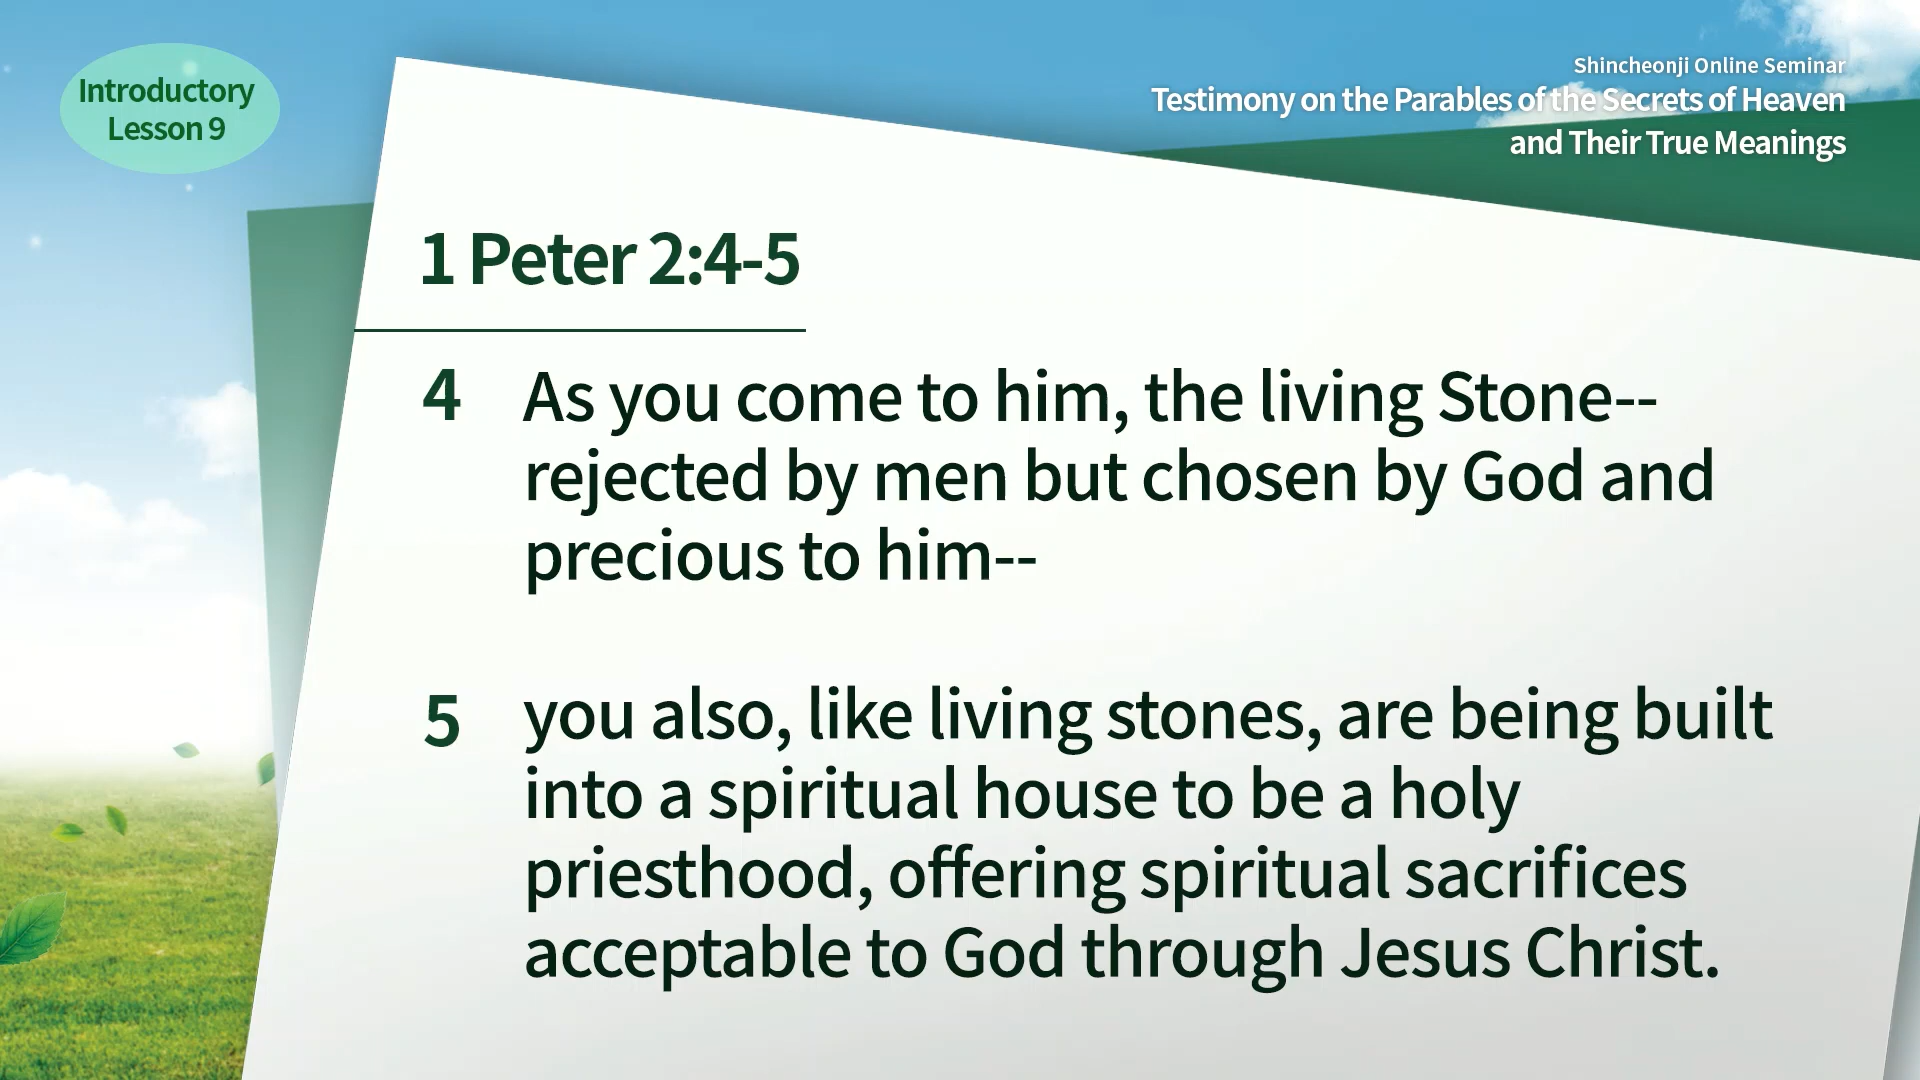 Introductory
Lesson 9
Shincheonji Online Seminar
Testimony on the Parables of the Secrets of Heaven
and Their True Meanings
1 Peter 2:4-5
4 As you come to him, the living Stone--
rejected by men but chosen by God and
precious to him--
5 you also, like living stones, are being built
into a spiritual house to be a holy
priesthood, offering spiritual sacrifices
acceptable to God through Jesus Christ.